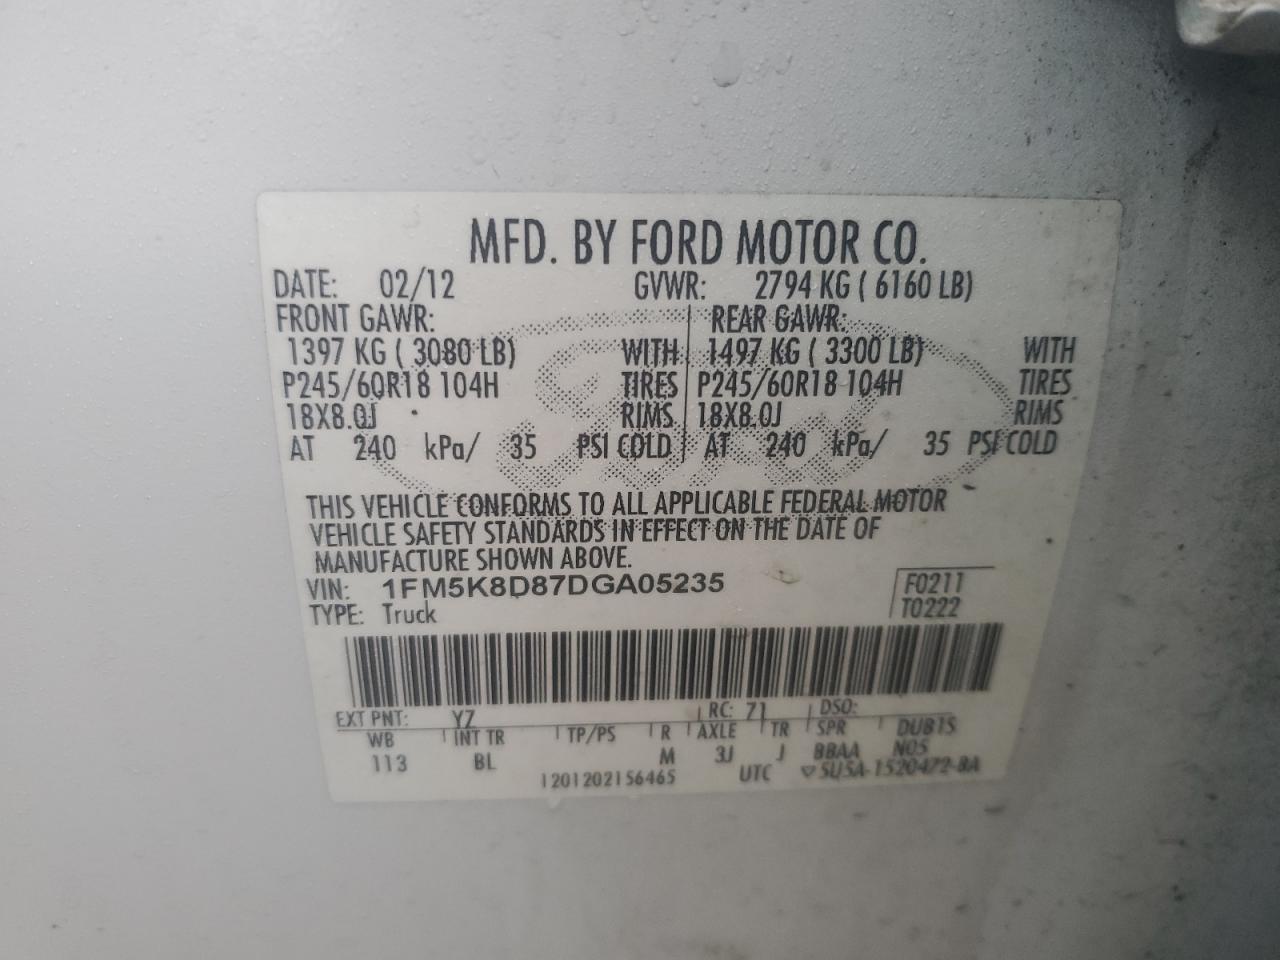 MFD. BY FORD MOTOR CO.
DATE: 02/12 GVWR: 2794 KG ( 6160 LB)
FRONT GAWR: REAR GAWR:
1397 KG ( 3080 LB) WITH 1497 KG ( 3300 LB) WITH
P245/60R18 104H TIRES P245/60R18 104H TIRES
18X8.0J RIMS 18X8.0J RIMS
AT 240 kPa/ 35 PSI COLD AT 240 kPa/ 35 PSI COLD
Ford
THIS VEHICLE CONFORMS TO ALL APPLICABLE FEDERAL MOTOR
VEHICLE SAFETY STANDARDS IN EFFECT ON THE DATE OF
MANUFACTURE SHOWN ABOVE.
VIN: 1FM5K8D87DGA05235 F0211
TYPE: Truck T0222
EXT PNT: YZ RC: 71 DSO:
WB INT TR TP/PS R AXLE TR SPR DUB1S
113 BL M 3J J BBAA N05
1201202156465 UTC ▽5U5A-1520472-BA